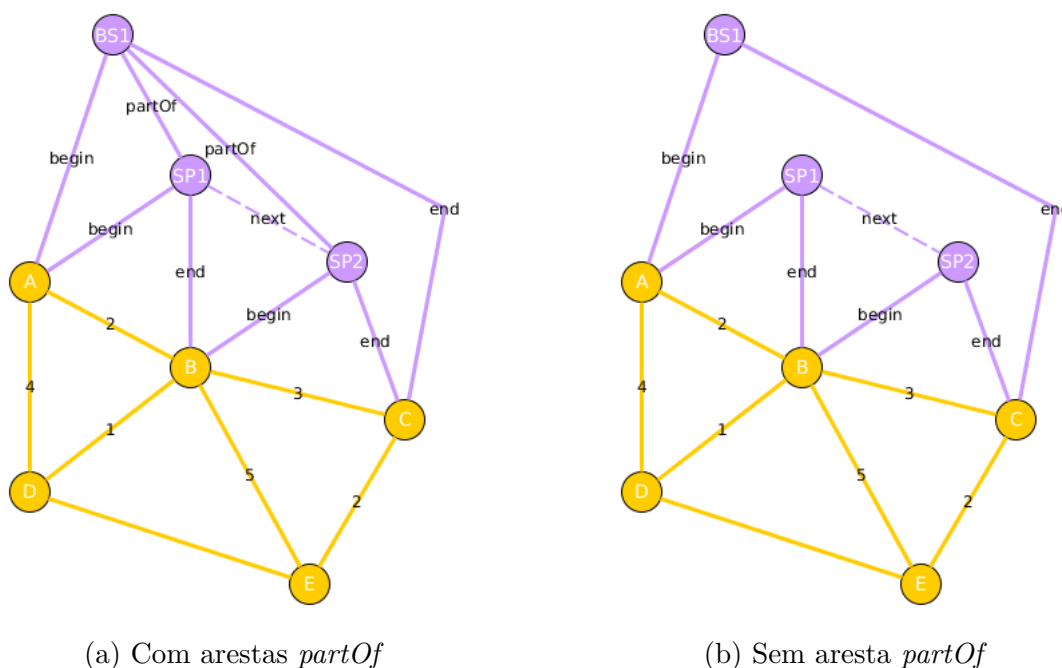 BS1
partOf
partOf
begin
SP1
end
begin
next
SP2
end
A
begin
2
end
B
3
4
C
1
5
2
D
E
(a) Com arestas partOf
BS1
begin
SP1
end
begin
next
SP2
end
A
begin
2
end
B
3
4
C
1
5
2
D
E
(b) Sem aresta partOf